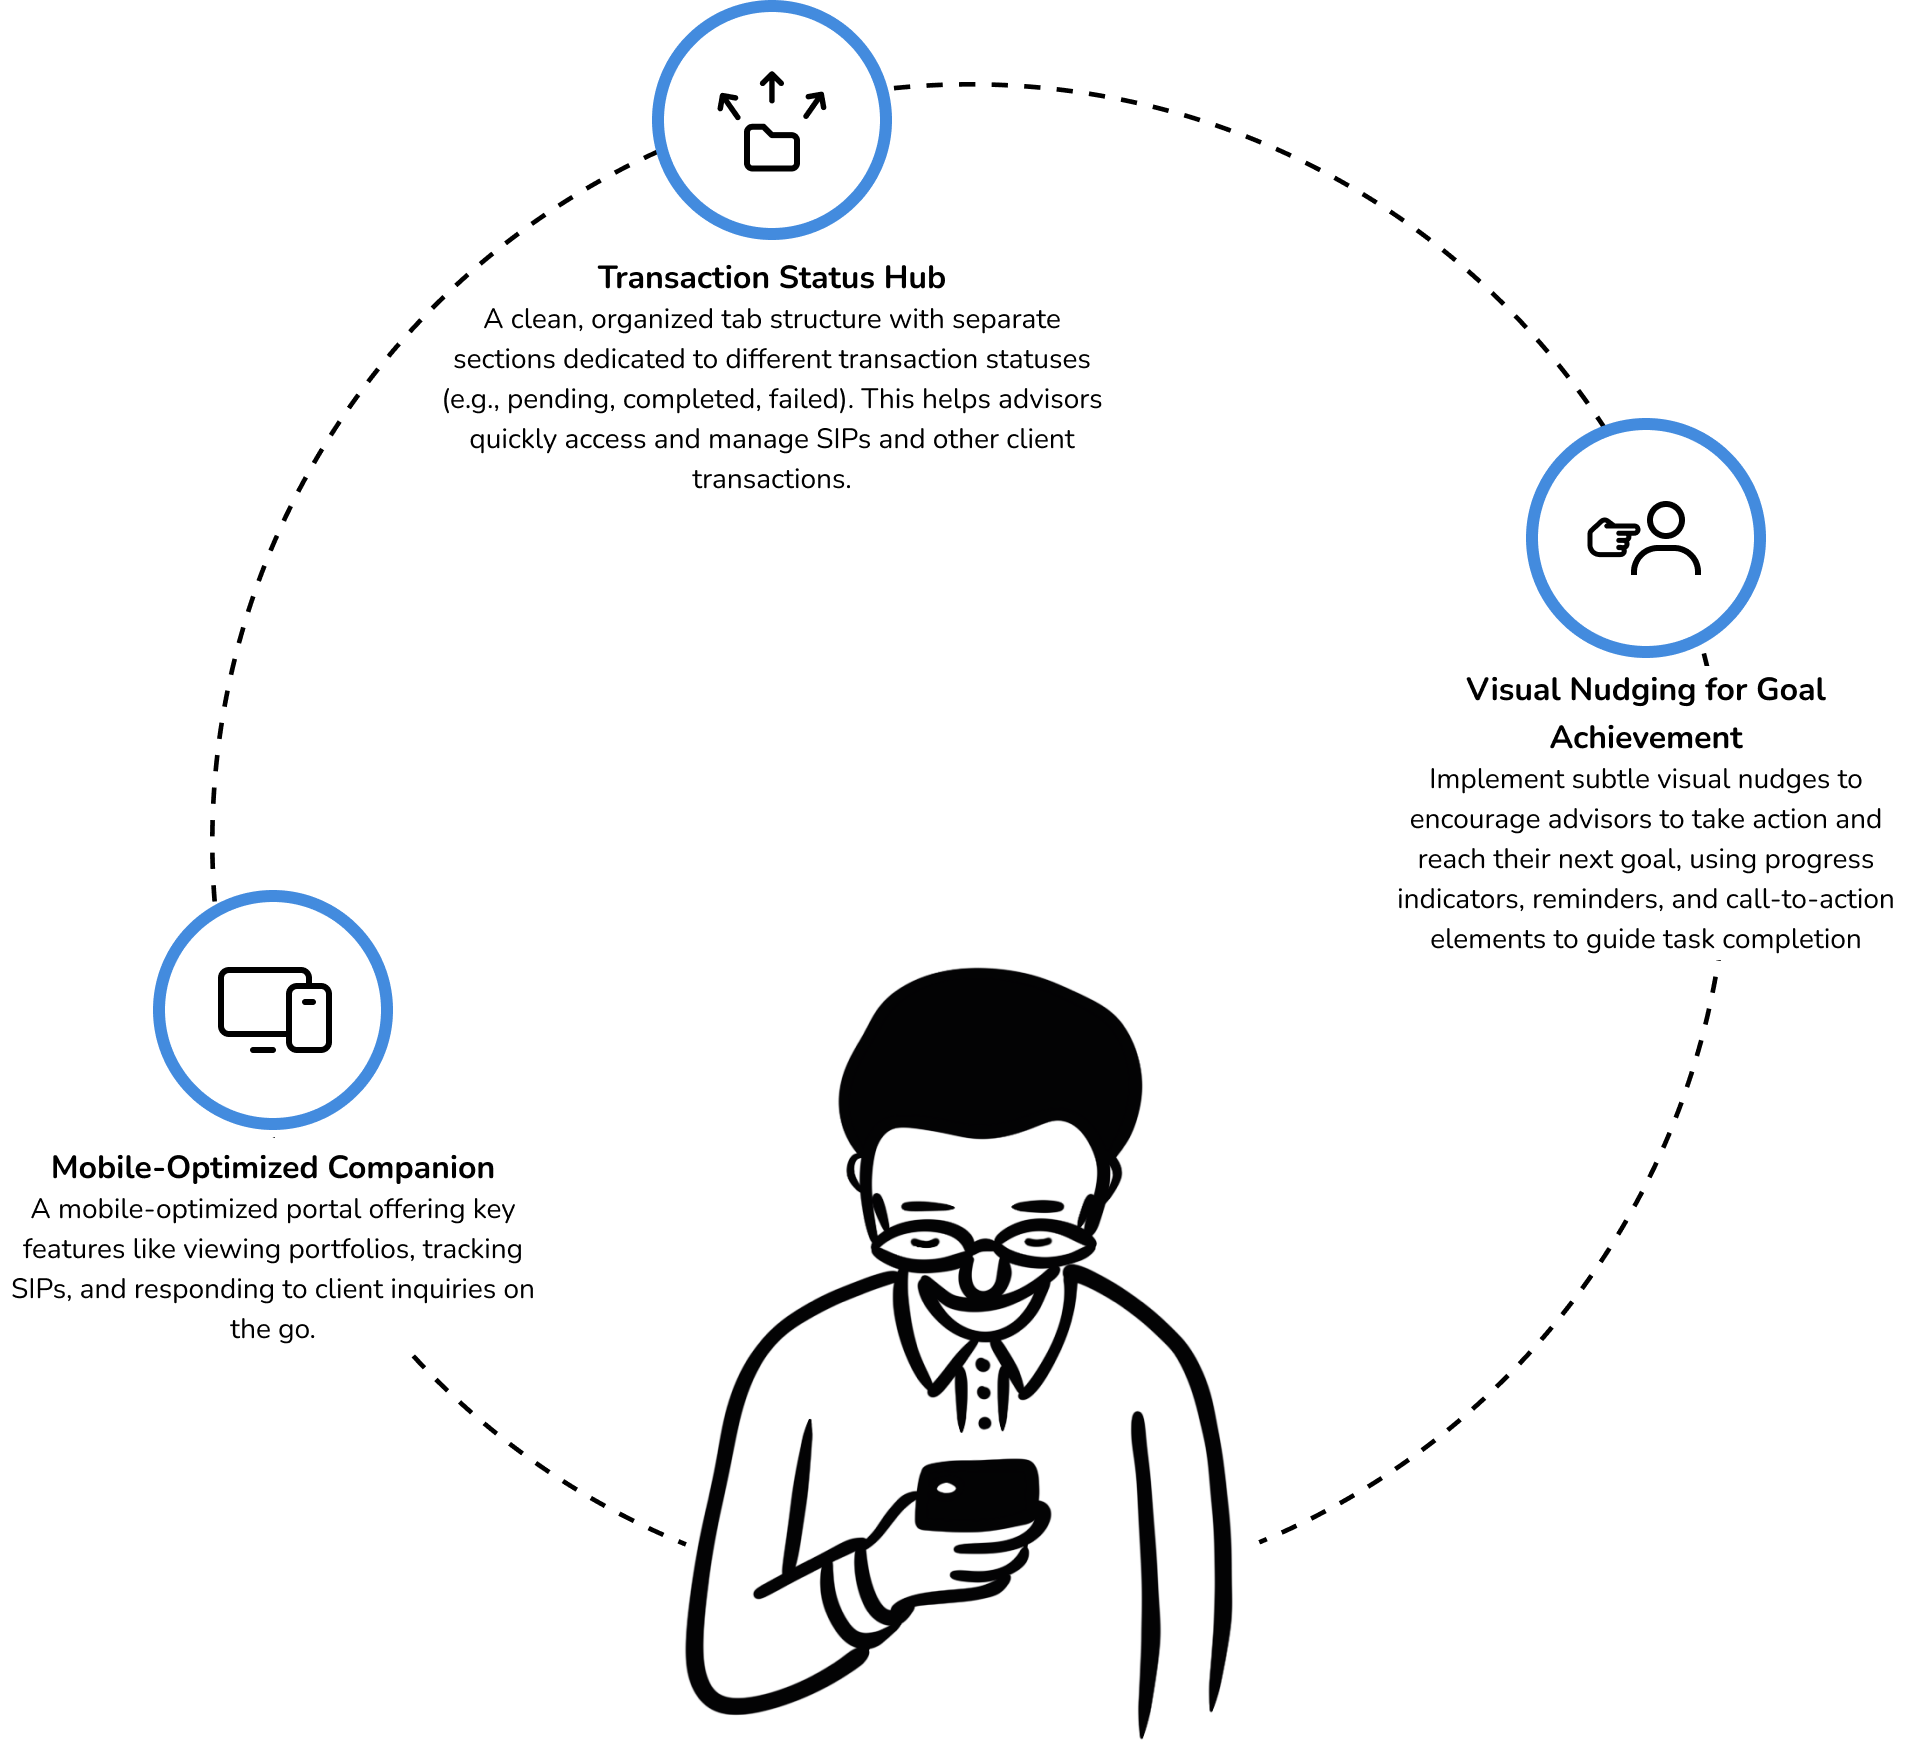 Transaction Status Hub
A clean, organized tab structure with separate
sections dedicated to different transaction statuses
(e.g., pending, completed, failed). This helps advisors
quickly access and manage SIPs and other client
transactions.
Visual Nudging for Goal
Achievement
Implement subtle visual nudges to
encourage advisors to take action and
reach their next goal, using progress
indicators, reminders, and call-to-action
elements to guide task completion
Mobile-Optimized Companion
A mobile-optimized portal offering key
features like viewing portfolios, tracking
SIPs, and responding to client inquiries on
the go.